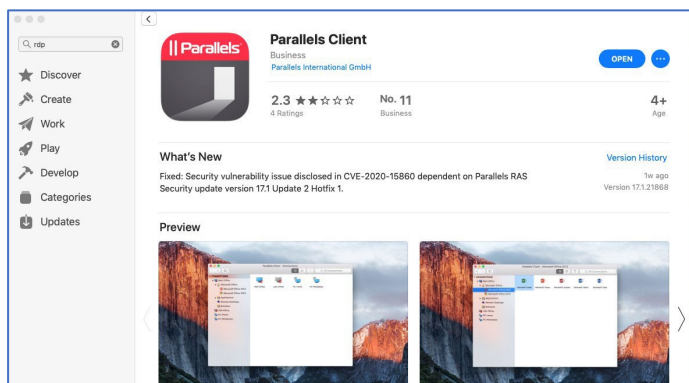 rdp
Discover
Create
Work
Play
Develop
Categories
Updates
|| Parallels®
Parallels Client
Business
Parallels International GmbH
OPEN
2.3 ★★☆☆☆
4 Ratings
No. 11
Business
4+
Age
What's New
Version History
Fixed: Security vulnerability issue disclosed in CVE-2020-15860 dependent on Parallels RAS
Security update version 17.1 Update 2 Hotfix 1.
1w ago
Version 17.1.21868
Preview